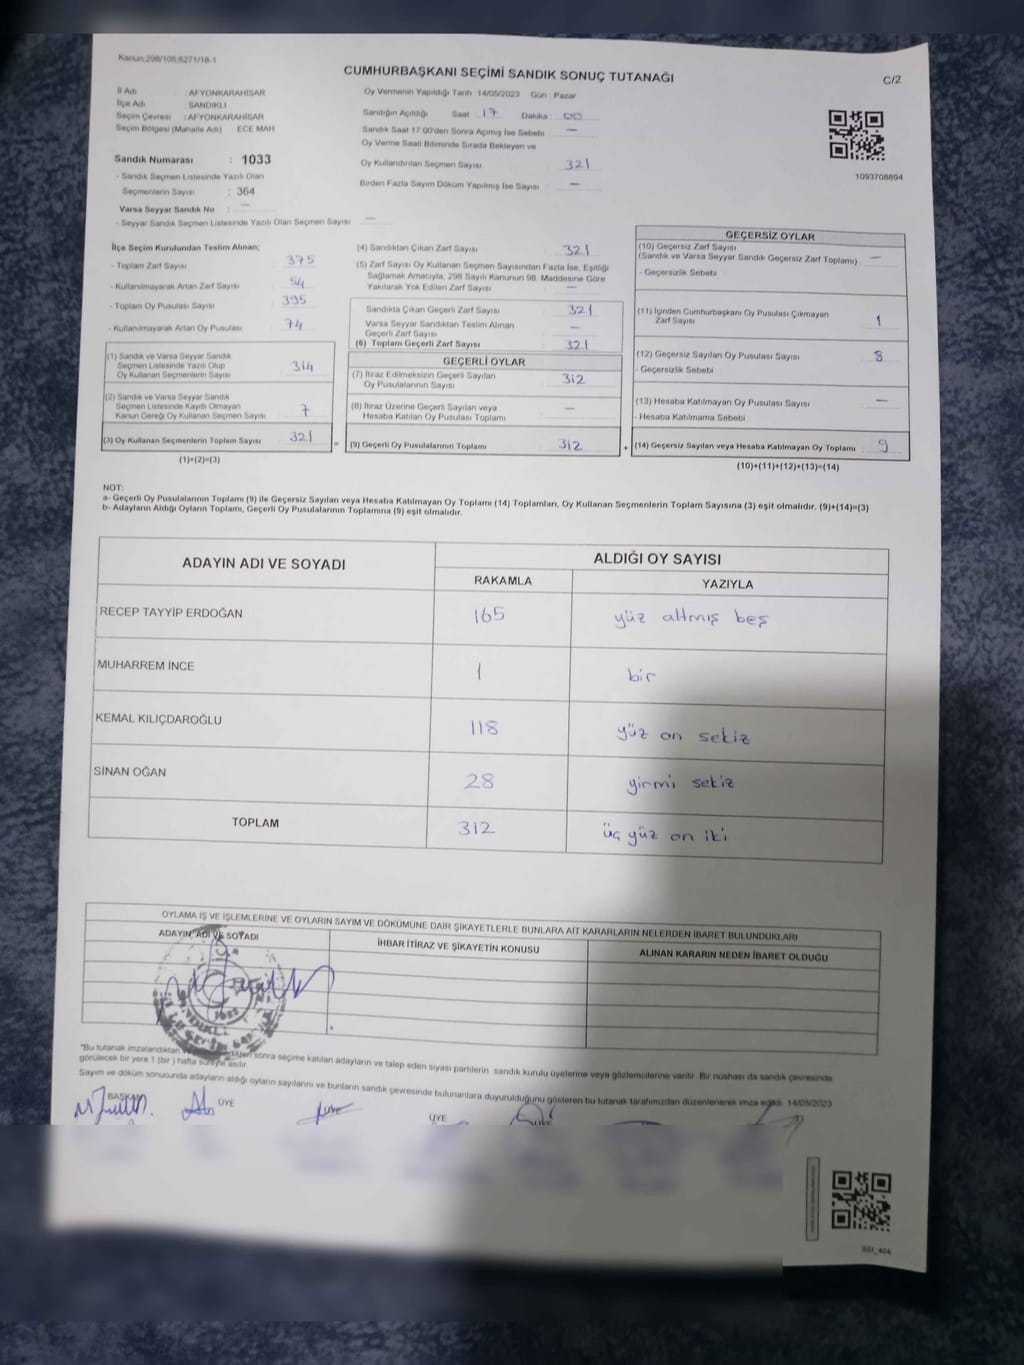 Kanun;298/105;6271/18-1
CUMHURBAŞKANI SEÇİMİ SANDIK SONUÇ TUTANAĞI
C/2
İl Adı : AFYONKARAHİSAR
İlçe Adı : SANDIKLI
Seçim Çevresi : AFYONKARAHİSAR
Seçim Bölgesi (Mahalle Adı) ECE MAH
Sandık Numarası : 1033
- Sandık Seçmen Listesinde Yazılı Olan
Seçmenlerin Sayısı : 364
Varsa Seyyar Sandık No : —
- Seyyar Sandık Seçmen Listesinde Yazılı Olan Seçmen Sayısı : —
Oy Vermenin Yapıldığı Tarih 14/05/2023 Gün : Pazar
Sandığın Açıldığı Saat 17 Dakika 00
Sandık Saat 17:00'den Sonra Açımış İse Sebebi : —
Oy Verme Saati Bitiminde Sırada Bekleyen ve
Oy Kullandırılan Seçmen Sayısı : 321
Birden Fazla Sayım Döküm Yapılmış İse Sayısı : —
1093708894
İlçe Seçim Kurulundan Teslim Alınan;
- Toplam Zarf Sayısı : 375
- Kullanılmayarak Artan Zarf Sayısı : 54
- Toplam Oy Pusulası Sayısı : 395
- Kullanılmayarak Artan Oy Pusulası : 74
(1) Sandık ve Varsa Seyyar Sandık
Seçmen Listesinde Yazılı Olup
Oy Kullanan Seçmenlerin Sayısı : 314
(2) Sandık ve Varsa Seyyar Sandık
Seçmen Listesinde Kayıtlı Olmayan
Kanun Gereği Oy Kullanan Seçmen Sayısı : 7
(3) Oy Kullanan Seçmenlerin Toplam Sayısı : 321
(1)+(2)=(3)
(4) Sandıktan Çıkan Zarf Sayısı : 321
(5) Zarf Sayısı Oy Kullanan Seçmen Sayısından Fazla İse, Eşitliği
Sağlamak Amacıyla, 298 Sayılı Kanunun 98. Maddesine Göre
Yakılarak Yok Edilen Zarf Sayısı : —
Sandıkta Çıkan Geçerli Zarf Sayısı : 321
Varsa Seyyar Sandıktan Teslim Alınan
Geçerli Zarf Sayısı : —
(6) Toplam Geçerli Zarf Sayısı : 321
GEÇERLİ OYLAR
(7) İtiraz Edilmeksizin Geçerli Sayılan
Oy Pusulalarının Sayısı : 312
(8) İtiraz Üzerine Geçerli Sayılan veya
Hesaba Katılan Oy Pusulaları Toplamı : —
= (9) Geçerli Oy Pusulalarının Toplamı : 312 +
GEÇERSİZ OYLAR
(10) Geçersiz Zarf Sayısı
(Sandık ve Varsa Seyyar Sandık Geçersiz Zarf Toplamı) : —
- Geçersizlik Sebebi :
(11) İçinden Cumhurbaşkanı Oy Pusulası Çıkmayan
Zarf Sayısı : 1
(12) Geçersiz Sayılan Oy Pusulası Sayısı : 8
- Geçersizlik Sebebi :
(13) Hesaba Katılmayan Oy Pusulası Sayısı : —
- Hesaba Katılmama Sebebi :
(14) Geçersiz Sayılan veya Hesaba Katılmayan Oy Toplamı : 9
(10)+(11)+(12)+(13)=(14)
NOT:
a- Geçerli Oy Pusulalarının Toplamı (9) ile Geçersiz Sayılan veya Hesaba Katılmayan Oy Toplamı (14) Toplamları, Oy Kullanan Seçmenlerin Toplam Sayısına (3) eşit olmalıdır. (9)+(14)=(3)
b- Adayların Aldığı Oyların Toplamı, Geçerli Oy Pusulalarının Toplamına (9) eşit olmalıdır.
ADAYIN ADI VE SOYADI ALDIĞI OY SAYISI
RAKAMLA YAZIYLA
RECEP TAYYİP ERDOĞAN 165 yüz altmış beş
MUHARREM İNCE 1 bir
KEMAL KILIÇDAROĞLU 118 yüz on sekiz
SİNAN OĞAN 28 yirmi sekiz
TOPLAM 312 üç yüz on iki
OYLAMA İŞ VE İŞLEMLERİNE VE OYLARIN SAYIM VE DÖKÜMÜNE DAİR ŞİKAYETLERLE BUNLARA AİT KARARLARIN NELERDEN İBARET BULUNDUKLARI
ADAYIN ADI VE SOYADI İHBAR İTİRAZ VE ŞİKAYETİN KONUSU ALINAN KARARIN NEDEN İBARET OLDUĞU
"Bu tutanak imzalandıktan sonra seçime katılan adayların ve talep eden siyasi partilerin sandık kurulu üyelerine veya gözlemcilerine verilir. Bir nüshası da sandık çevresinde
görülecek bir yere 1 (bir ) hafta süreyle asılır.
Sayım ve döküm sonucunda adayların aldığı oyların sayılarını ve bunların sandık çevresinde bulunanlara duyurulduğunu gösteren bu tutanak tarafımızdan düzenlenerek imza edildi. 14/05/2023
BAŞKAN ÜYE ÜYE ÜYE
SSI_404